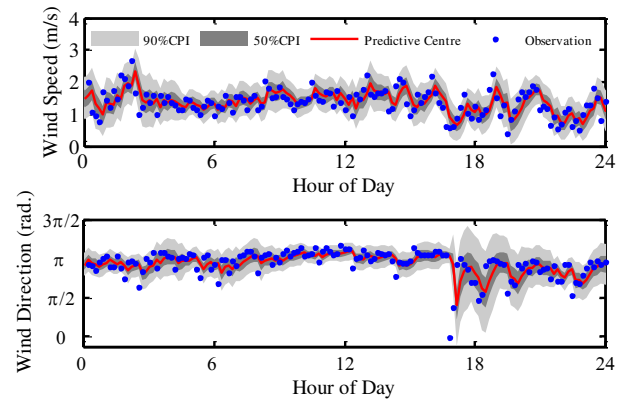 4
3
2
1
0
Wind Speed (m/s)
90%CPI 50%CPI Predictive Centre Observation
0 6 12 18 24
Hour of Day
3π/2
π
π/2
0
Wind Direction (rad.)
0 6 12 18 24
Hour of Day